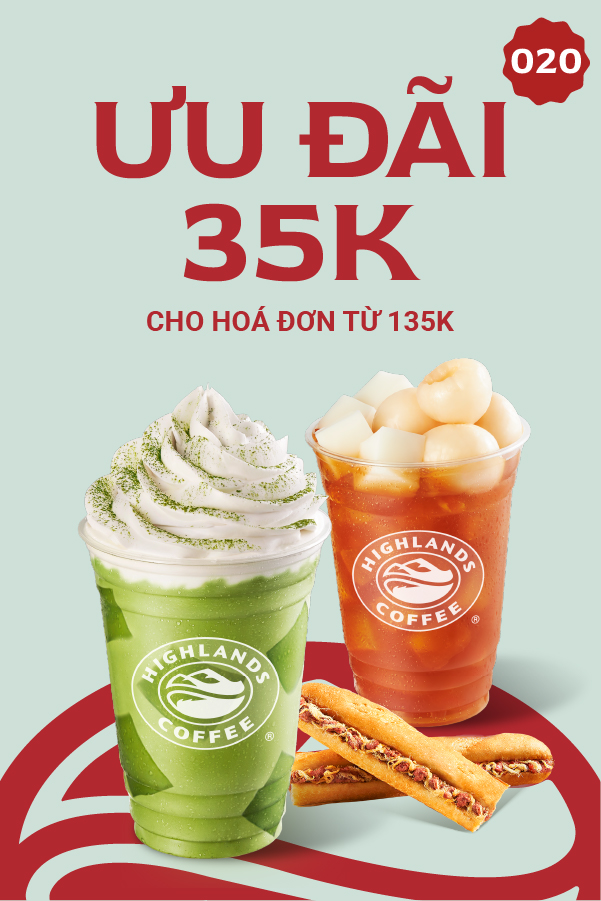 020
ƯU ĐÃI
35K
CHO HOÁ ĐƠN TỪ 135K
HIGHLANDS
COFFEE
®
HIGHLANDS
COFFEE
®